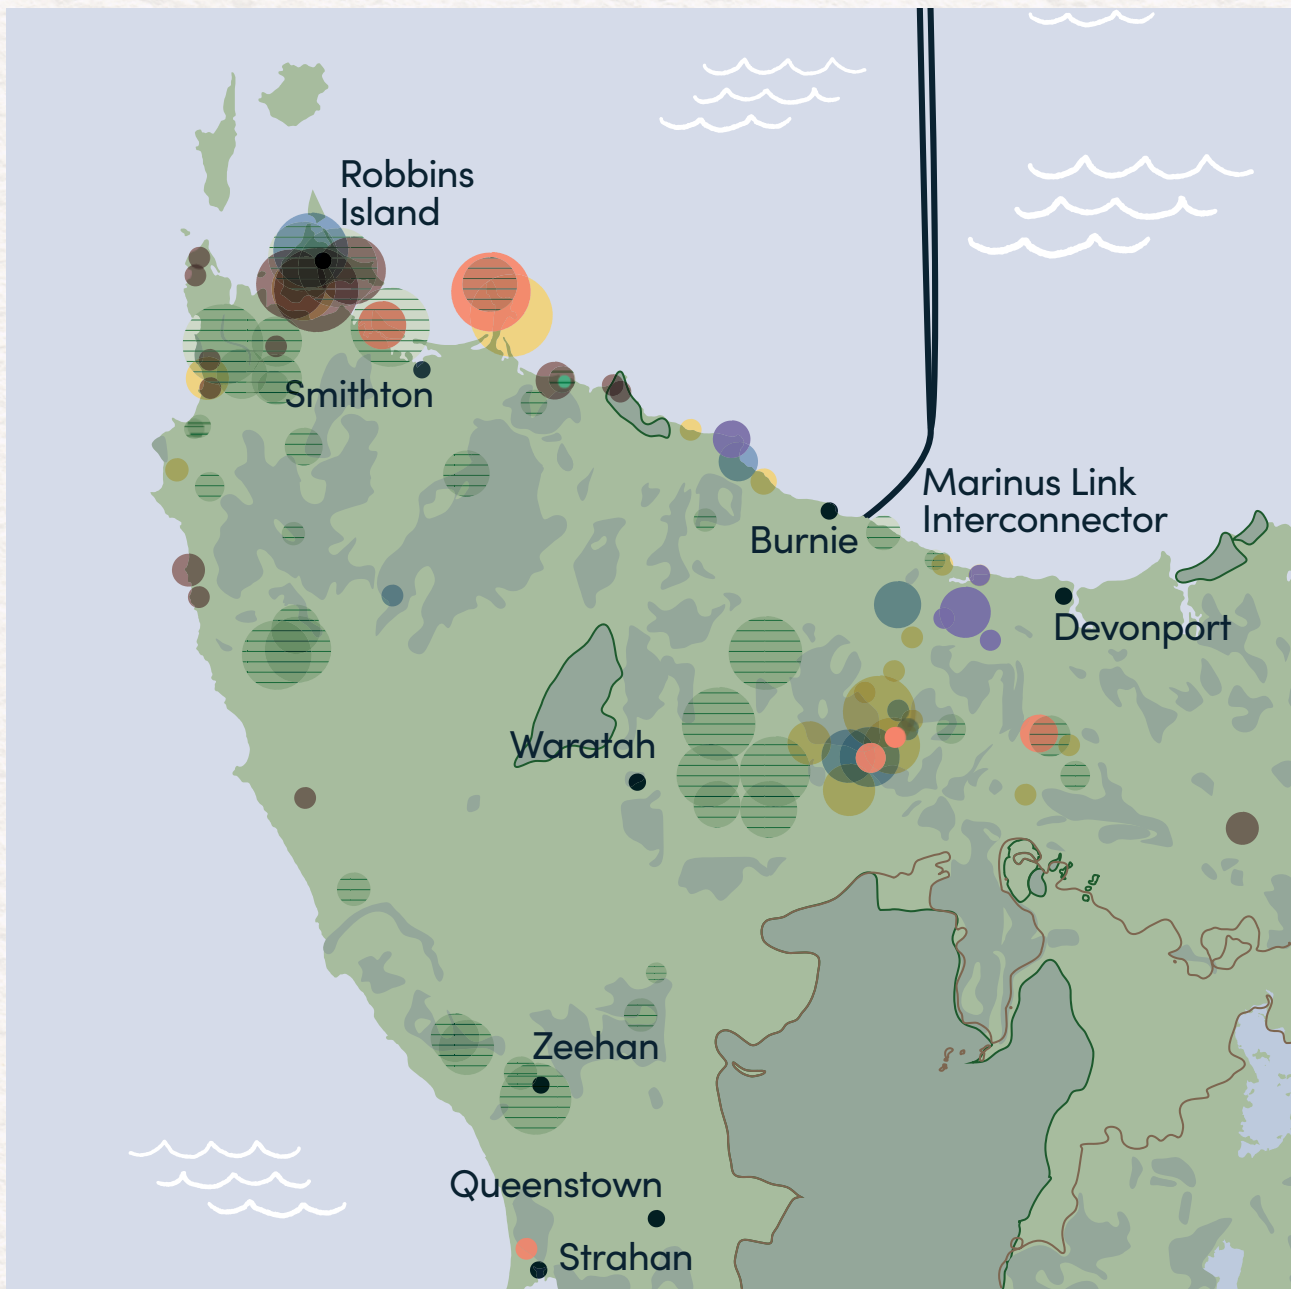 Robbins
Island
Smithton
Marinus Link
Interconnector
Burnie
Devonport
Waratah
Zeehan
Queenstown
Strahan